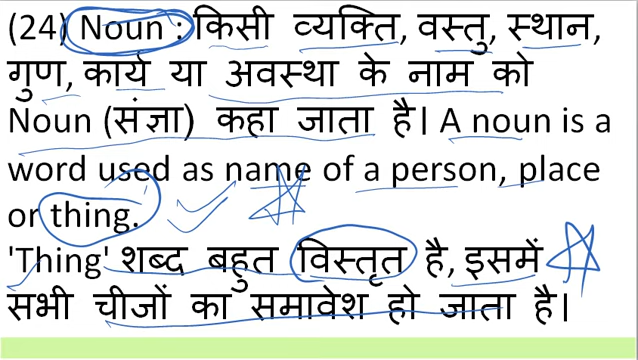 (24) Noun : किसी व्यक्ति, वस्तु, स्थान,
गुण, कार्य या अवस्था के नाम को
Noun (संज्ञा) कहा जाता है। A noun is a
word used as name of a person, place
or thing.
'Thing' शब्द बहुत विस्तृत है, इसमें
सभी चीजों का समावेश हो जाता है।